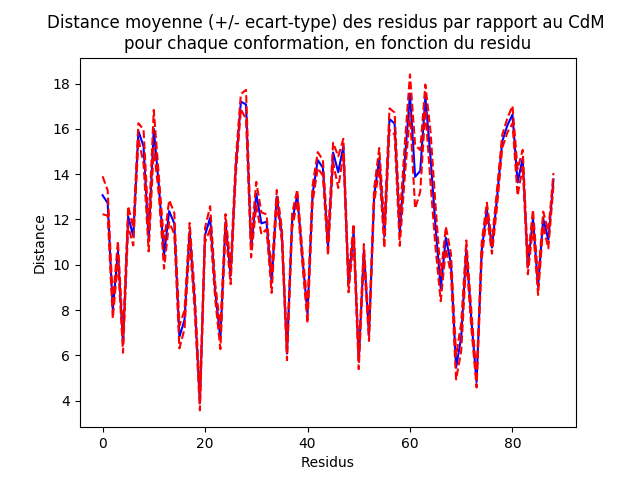 Distance moyenne (+/- ecart-type) des residus par rapport au CdM
pour chaque conformation, en fonction du residu
18
16
14
12
10
8
6
4
Distance
0 20 40 60 80
Residus